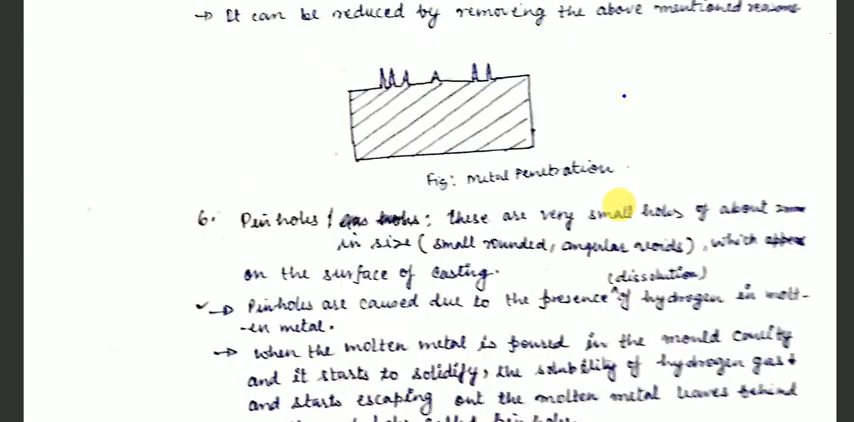 → It can be reduced by removing the above mentioned reasons
Fig: Metal Penetration
6. Pinholes / Gas holes: These are very small holes of about 2mm
in size (small rounded, angular voids), which appear
on the surface of casting. (dissolution)
→ Pinholes are caused due to the presence ^ of hydrogen in molt-
-en metal.
→ When the molten metal is poured in the mould cavity
and it starts to solidify, the solubility of hydrogen gas ↓
and starts escaping out the molten metal leaves behind
holes called